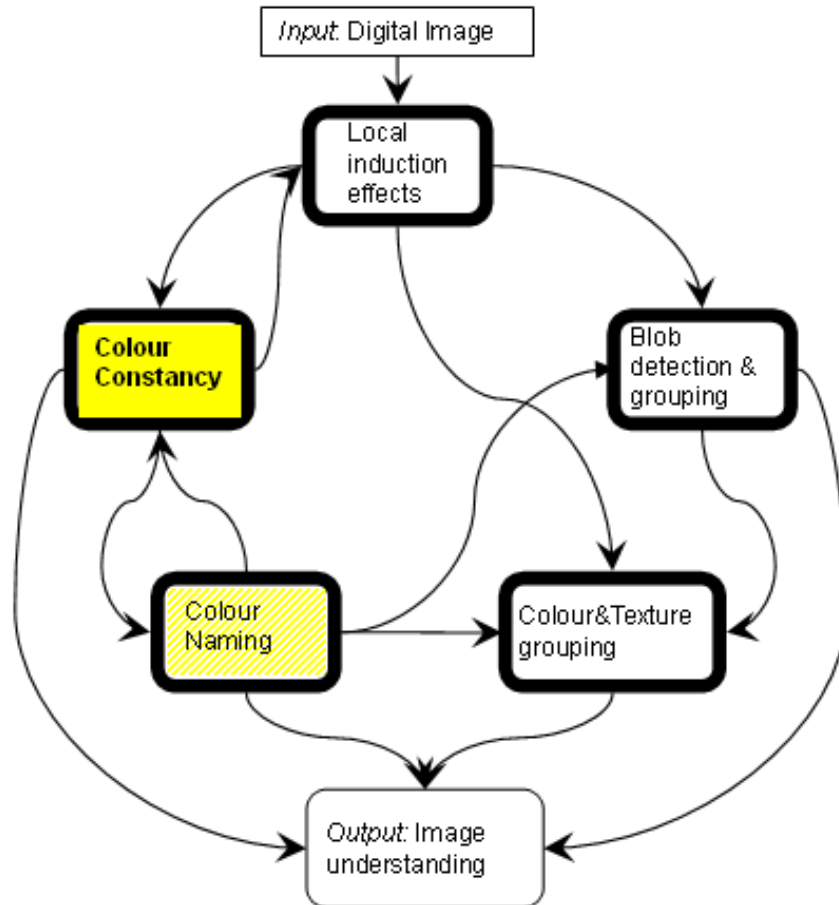 Input: Digital Image
Local
induction
effects
Colour
Constancy
Blob
detection &
grouping
Colour
Naming
Colour&Texture
grouping
Output: Image
understanding